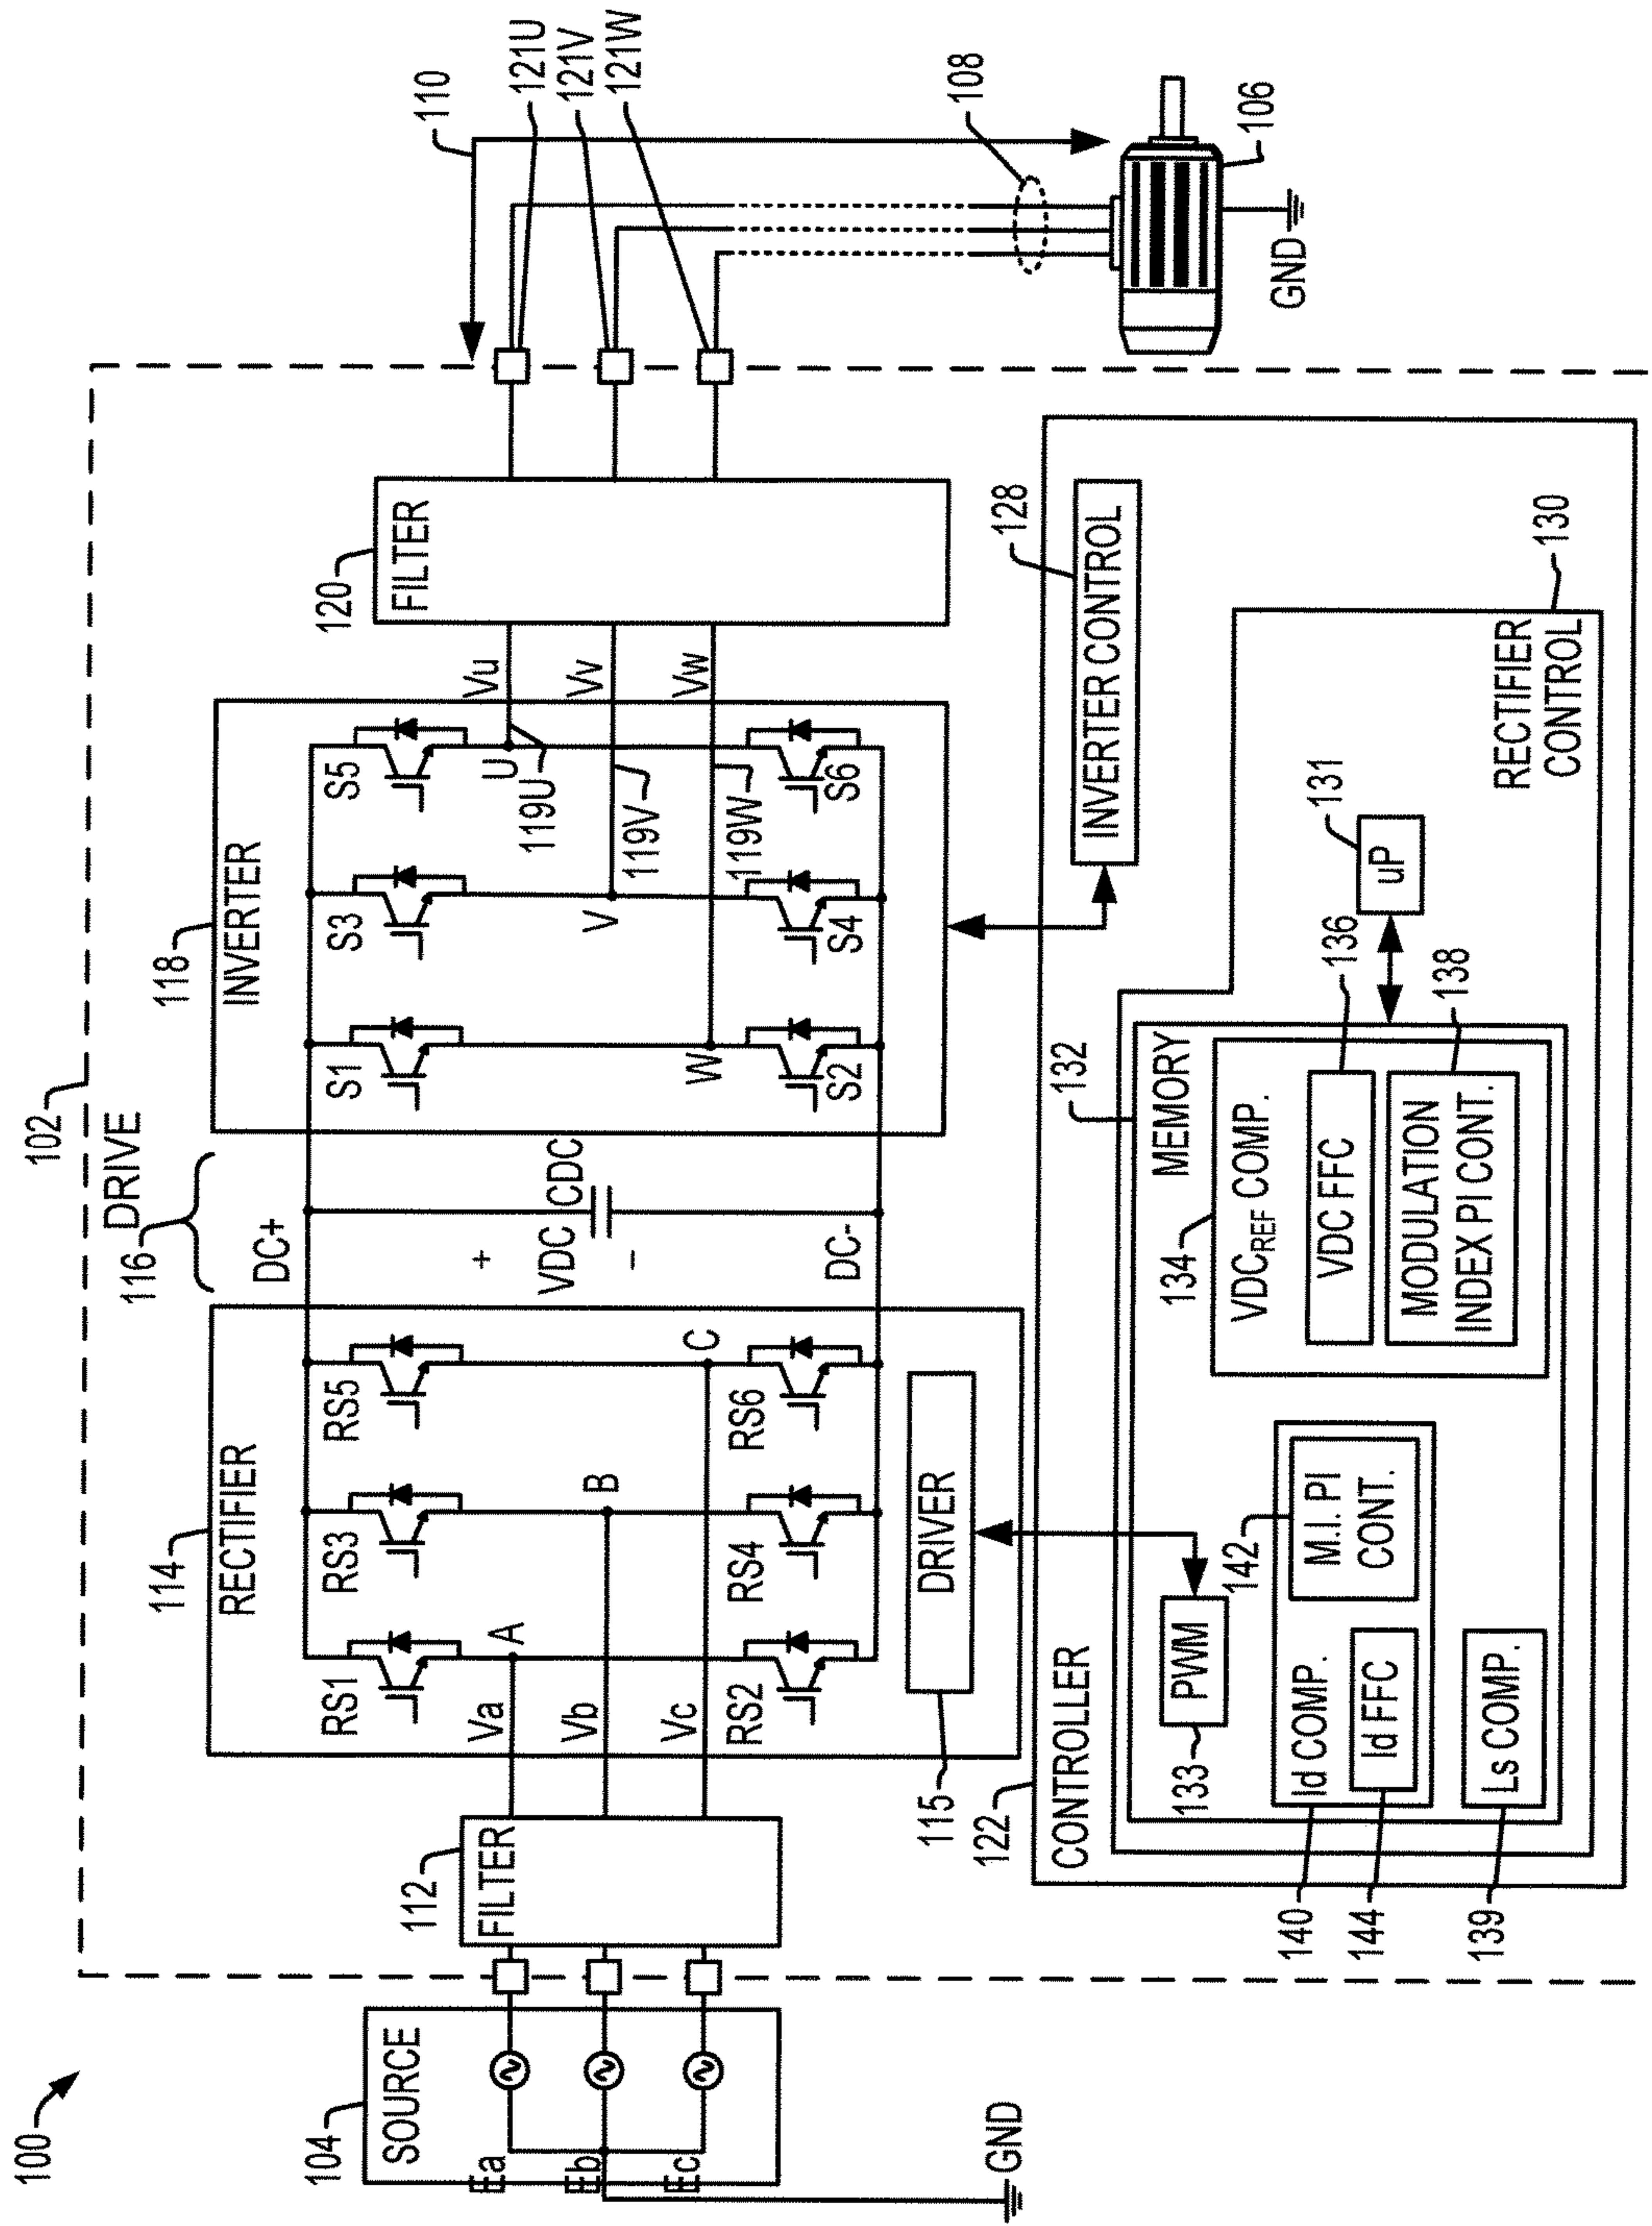 100
102
DRIVE
104
SOURCE
Ea
Eb
Ec
GND
112
FILTER
114
RECTIFIER
RS1
RS3
RS5
Va
A
Vb
B
Vc
C
RS2
RS4
RS6
115
DRIVER
116
DC+
+
VDC
CDC
−
DC-
118
INVERTER
S1
S3
S5
U
119U
V
119V
W
119W
S2
S4
S6
Vu
Vv
Vw
120
FILTER
110
121U
121V
121W
108
106
GND
122
CONTROLLER
128
INVERTER CONTROL
130
RECTIFIER
CONTROL
131
uP
132
MEMORY
133
PWM
134
VDCREF COMP.
136
VDC FFC
138
MODULATION
INDEX PI CONT.
140
Id COMP.
142
M.I. PI
CONT.
144
Id FFC
139
Ls COMP.